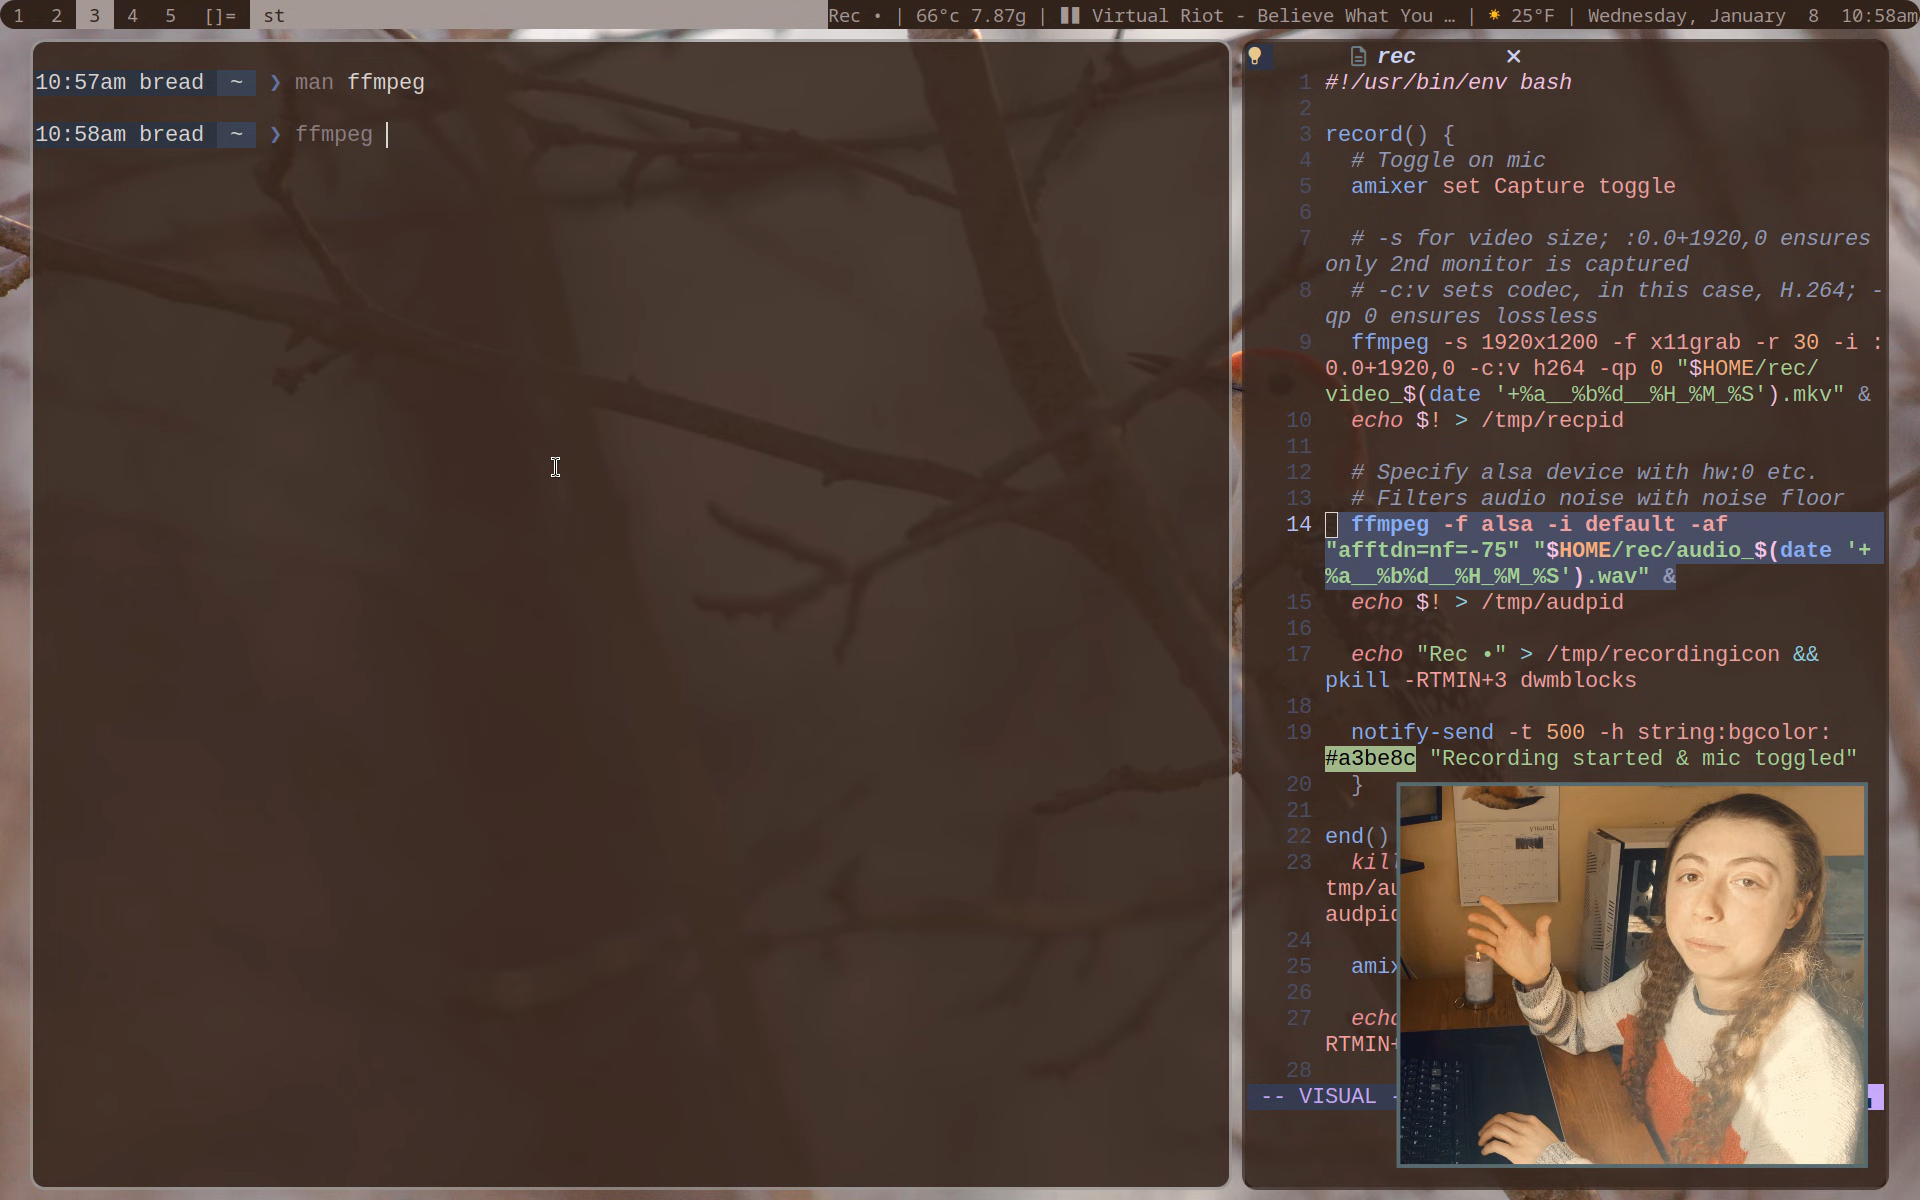 1 2 3 4 5 []= st Rec • | 66°c 7.87g | Virtual Riot - Believe What You … | 25°F | Wednesday, January 8 10:58am
10:57am bread ~ ❯ man ffmpeg
10:58am bread ~ ❯ ffmpeg
rec ✕
1 #!/usr/bin/env bash
2
3 record() {
4 # Toggle on mic
5 amixer set Capture toggle
6
7 # -s for video size; :0.0+1920,0 ensures
only 2nd monitor is captured
8 # -c:v sets codec, in this case, H.264; -
qp 0 ensures lossless
9 ffmpeg -s 1920x1200 -f x11grab -r 30 -i :
0.0+1920,0 -c:v h264 -qp 0 "$HOME/rec/
video_$(date '+%a__%b%d__%H_%M_%S').mkv" &
10 echo $! > /tmp/recpid
11
12 # Specify alsa device with hw:0 etc.
13 # Filters audio noise with noise floor
14 ffmpeg -f alsa -i default -af
"afftdn=nf=-75" "$HOME/rec/audio_$(date '+
%a__%b%d__%H_%M_%S').wav" &
15 echo $! > /tmp/audpid
16
17 echo "Rec •" > /tmp/recordingicon &&
pkill -RTMIN+3 dwmblocks
18
19 notify-send -t 500 -h string:bgcolor:
#a3be8c "Recording started & mic toggled"
20 }
21
22 end()
23 kil
tmp/au
audpid
24
25 amix
26
27 echo
RTMIN+
28
-- VISUAL -